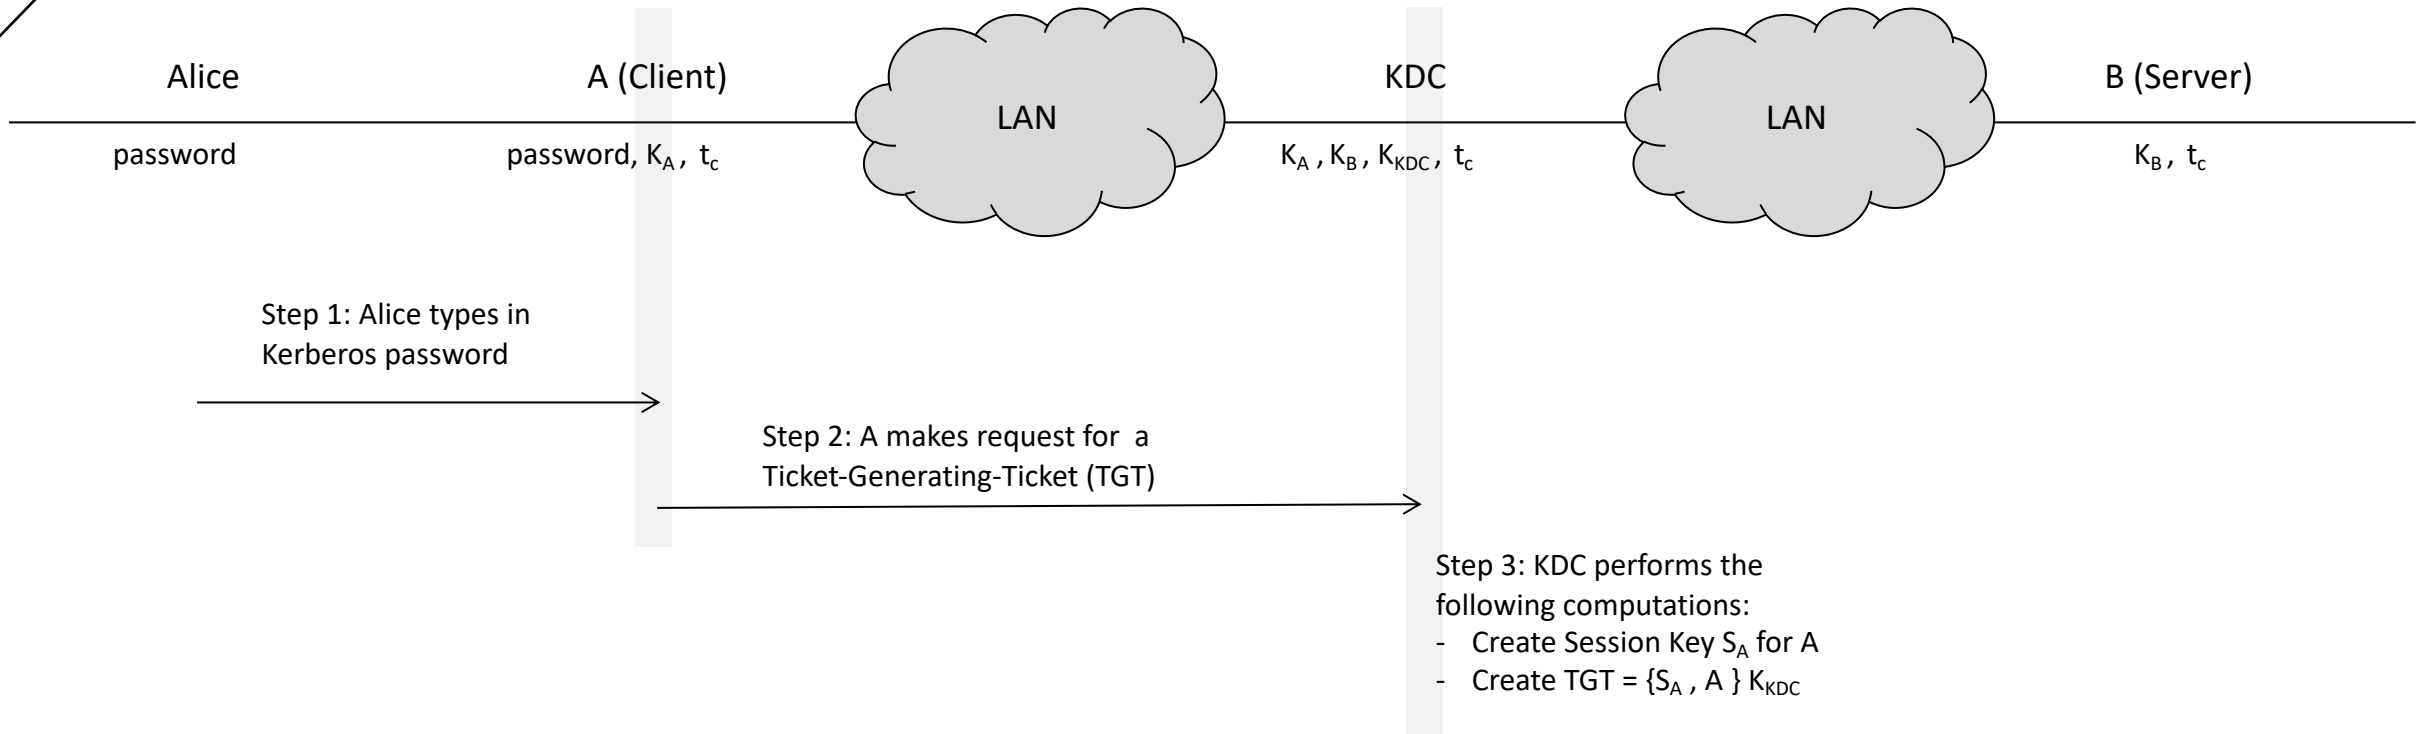 Alice
A (Client)
LAN
KDC
LAN
B (Server)
password
password, K_A , t_c
K_A , K_B , K_KDC , t_c
K_B , t_c
Step 1: Alice types in
Kerberos password
Step 2: A makes request for a
Ticket-Generating-Ticket (TGT)
Step 3: KDC performs the
following computations:
- Create Session Key S_A for A
- Create TGT = {S_A , A } K_KDC